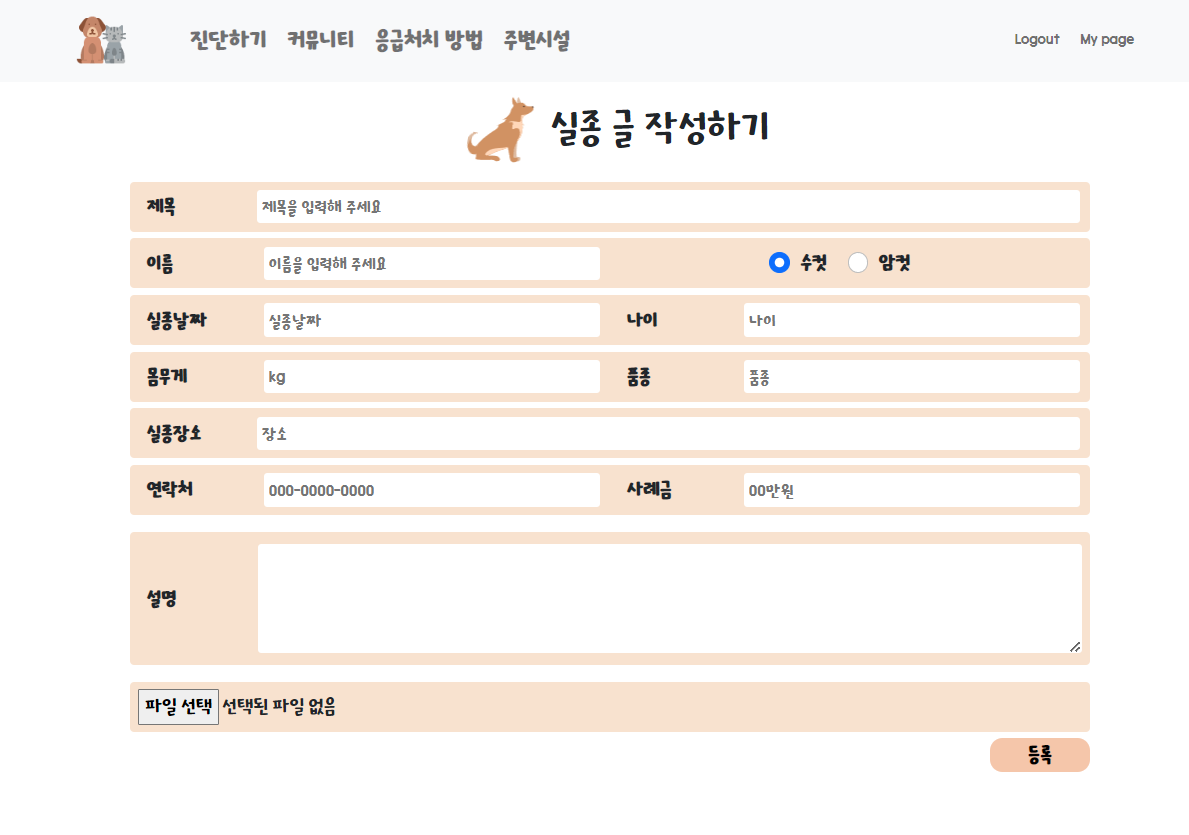 진단하기 커뮤니티 응급처치 방법 주변시설 Logout My page
실종 글 작성하기
제목 제목을 입력해 주세요
이름 이름을 입력해 주세요 수컷 암컷
실종날짜 실종날짜 나이 나이
몸무게 kg 품종 품종
실종장소 장소
연락처 000-0000-0000 사례금 00만원
설명
파일 선택 선택된 파일 없음
등록